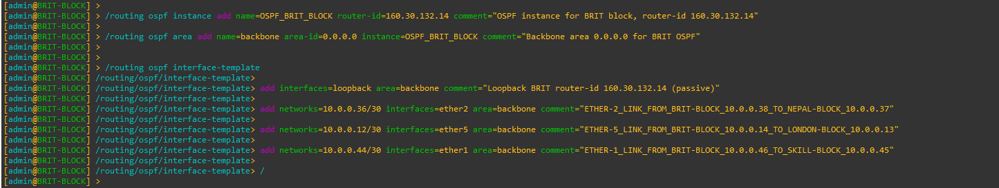 [admin@BRIT-BLOCK] >
[admin@BRIT-BLOCK] > /routing ospf instance add name=OSPF_BRIT_BLOCK router-id=160.30.132.14 comment="OSPF instance for BRIT block, router-id 160.30.132.14"
[admin@BRIT-BLOCK] >
[admin@BRIT-BLOCK] > /routing ospf area add name=backbone area-id=0.0.0.0 instance=OSPF_BRIT_BLOCK comment="Backbone area 0.0.0.0 for BRIT OSPF"
[admin@BRIT-BLOCK] >
[admin@BRIT-BLOCK] >
[admin@BRIT-BLOCK] > /routing ospf interface-template
[admin@BRIT-BLOCK] /routing/ospf/interface-template>
[admin@BRIT-BLOCK] /routing/ospf/interface-template> add interfaces=loopback area=backbone comment="Loopback BRIT router-id 160.30.132.14 (passive)"
[admin@BRIT-BLOCK] /routing/ospf/interface-template>
[admin@BRIT-BLOCK] /routing/ospf/interface-template> add networks=10.0.0.36/30 interfaces=ether2 area=backbone comment="ETHER-2_LINK_FROM_BRIT-BLOCK_10.0.0.38_TO_NEPAL-BLOCK_10.0.0.37"
[admin@BRIT-BLOCK] /routing/ospf/interface-template>
[admin@BRIT-BLOCK] /routing/ospf/interface-template> add networks=10.0.0.12/30 interfaces=ether5 area=backbone comment="ETHER-5_LINK_FROM_BRIT-BLOCK_10.0.0.14_TO_LONDON-BLOCK_10.0.0.13"
[admin@BRIT-BLOCK] /routing/ospf/interface-template>
[admin@BRIT-BLOCK] /routing/ospf/interface-template> add networks=10.0.0.44/30 interfaces=ether1 area=backbone comment="ETHER-1_LINK_FROM_BRIT-BLOCK_10.0.0.46_TO_SKILL-BLOCK_10.0.0.45"
[admin@BRIT-BLOCK] /routing/ospf/interface-template>
[admin@BRIT-BLOCK] /routing/ospf/interface-template> /
[admin@BRIT-BLOCK] >